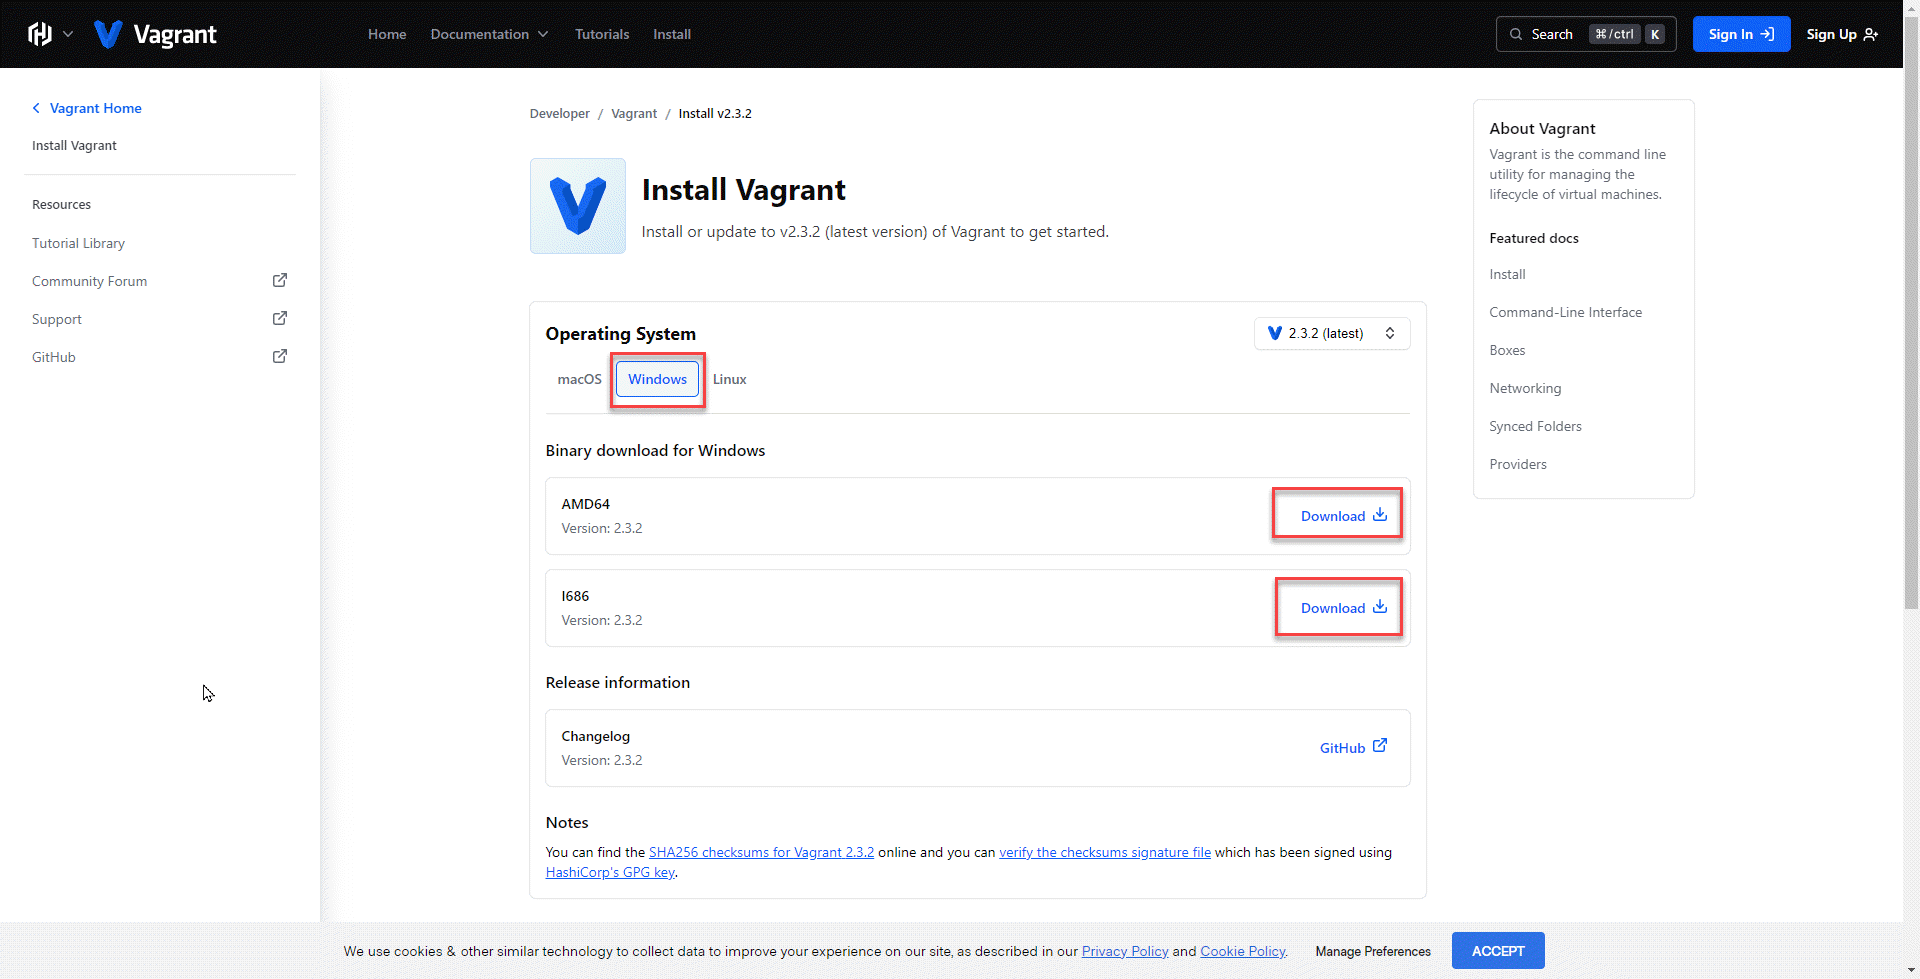 Vagrant
Home
Documentation
Tutorials
Install
Search
⌘/ctrl
K
Sign In
Sign Up
Vagrant Home
Install Vagrant
Resources
Tutorial Library
Community Forum
Support
GitHub
Developer / Vagrant / Install v2.3.2
Install Vagrant
Install or update to v2.3.2 (latest version) of Vagrant to get started.
Operating System
2.3.2 (latest)
macOS
Windows
Linux
Binary download for Windows
AMD64
Version: 2.3.2
Download
I686
Version: 2.3.2
Download
Release information
Changelog
Version: 2.3.2
GitHub
Notes
You can find the SHA256 checksums for Vagrant 2.3.2 online and you can verify the checksums signature file which has been signed using
HashiCorp's GPG key.
About Vagrant
Vagrant is the command line
utility for managing the
lifecycle of virtual machines.
Featured docs
Install
Command-Line Interface
Boxes
Networking
Synced Folders
Providers
We use cookies & other similar technology to collect data to improve your experience on our site, as described in our Privacy Policy and Cookie Policy.
Manage Preferences
ACCEPT